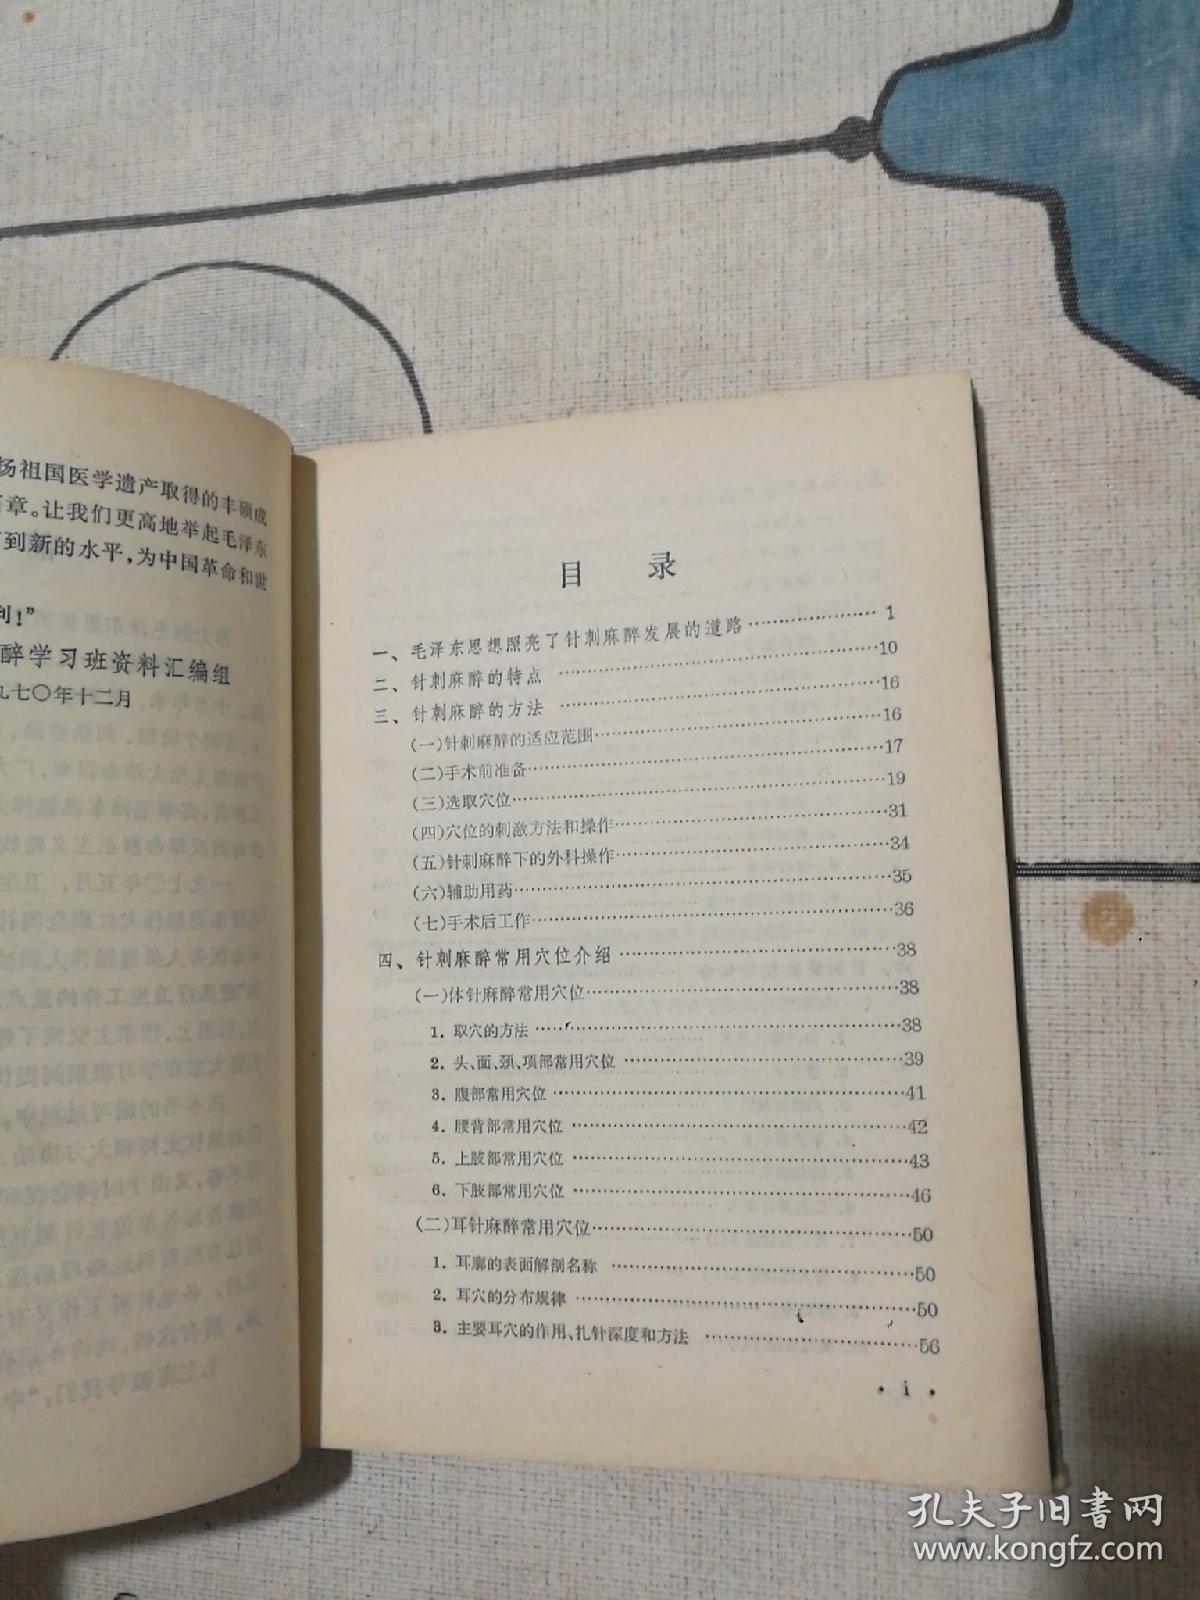 扬祖国医学遗产取得的丰硕成
章。让我们更高地举起毛泽东
到新的水平，为中国革命和世
利！”
醉学习班资料汇编组
九七〇年十二月
目 录
一、毛泽东思想照亮了针刺麻醉发展的道路…………1
二、针刺麻醉的特点…………10
三、针刺麻醉的方法…………16
(一)针刺麻醉的适应范围…………16
(二)手术前准备…………17
(三)选取穴位…………19
(四)穴位的刺激方法和操作…………31
(五)针刺麻醉下的外科操作…………34
(六)辅助用药…………35
(七)手术后工作…………36
四、针刺麻醉常用穴位介绍…………38
(一)体针麻醉常用穴位…………38
1. 取穴的方法…………38
2. 头、面、颈、项部常用穴位…………39
3. 腹部常用穴位…………41
4. 腰背部常用穴位…………42
5. 上肢部常用穴位…………43
6. 下肢部常用穴位…………46
(二)耳针麻醉常用穴位…………50
1. 耳廓的表面解剖名称…………50
2. 耳穴的分布规律…………50
3. 主要耳穴的作用、扎针深度和方法…………56
• i •
孔夫子旧书网
www.kongfz.com